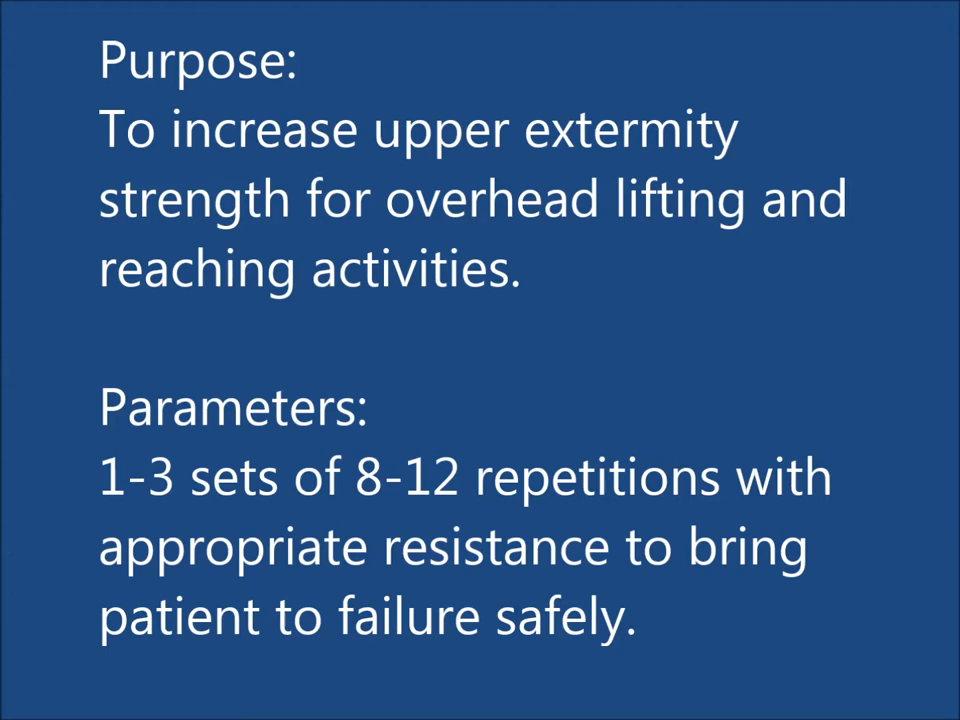 Purpose:
To increase upper extermity
strength for overhead lifting and
reaching activities.
Parameters:
1-3 sets of 8-12 repetitions with
appropriate resistance to bring
patient to failure safely.